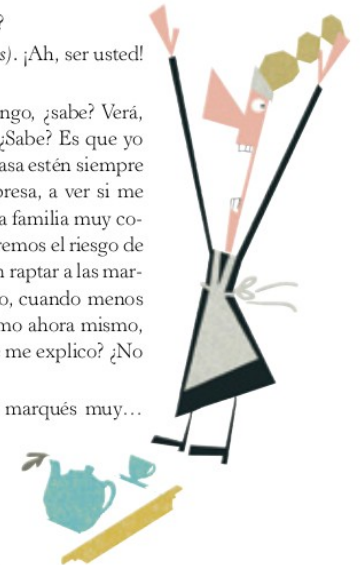 ?
s). ¡Ah, ser usted!
ngo, ¿sabe? Verá,
¿Sabe? Es que yo
asa estén siempre
presa, a ver si me
a familia muy co-
remos el riesgo de
n raptar a las mar-
o, cuando menos
mo ahora mismo,
me explico? ¿No
marqués muy…